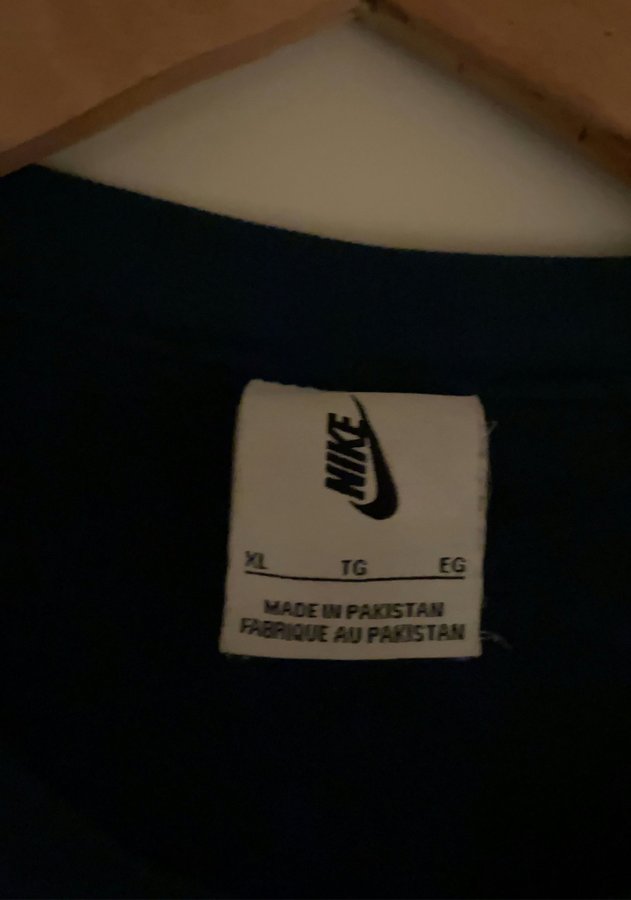 NIKE
XL TG EG
MADE IN PAKISTAN
FABRIQUE AU PAKISTAN